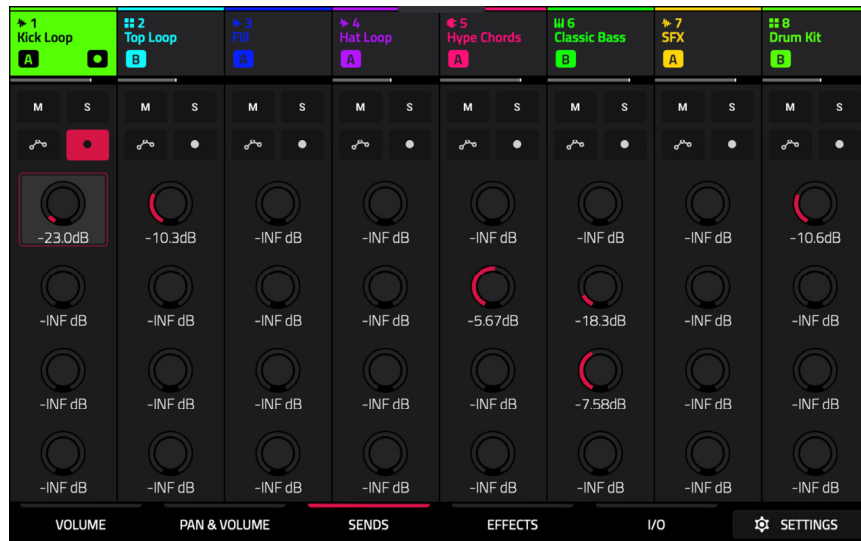 1 2 3 4 5 6 7 8
Kick Loop Top Loop Fill Hat Loop Hype Chords Classic Bass SFX Drum Kit
A B A A A B A B
M S M S M S M S M S M S M S M S
-23.0dB -10.3dB -INF dB -INF dB -INF dB -INF dB -INF dB -10.6dB
-INF dB -INF dB -INF dB -INF dB -5.67dB -18.3dB -INF dB -INF dB
-INF dB -INF dB -INF dB -INF dB -INF dB -7.58dB -INF dB -INF dB
-INF dB -INF dB -INF dB -INF dB -INF dB -INF dB -INF dB -INF dB
VOLUME PAN & VOLUME SENDS EFFECTS I/O SETTINGS